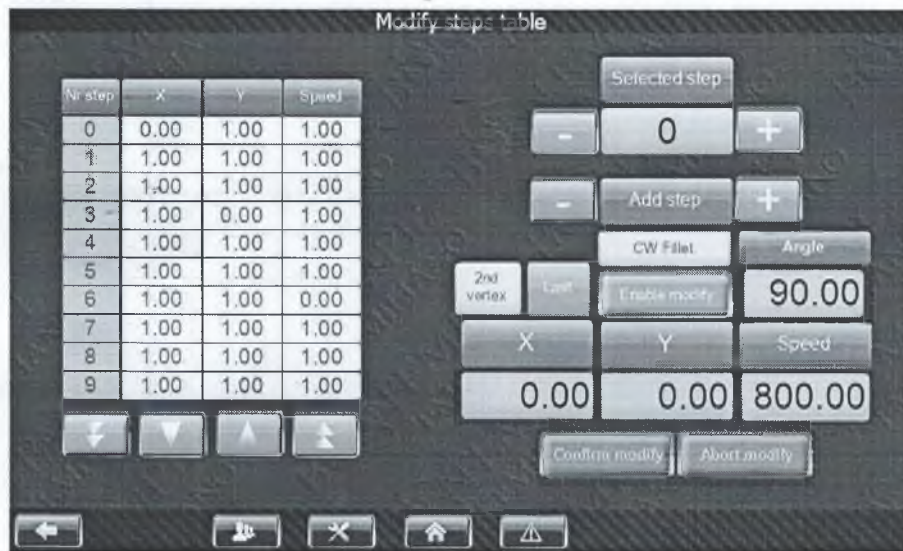 Modify steps table
Nr step X Y Speed
0 0.00 1.00 1.00
1 1.00 1.00 1.00
2 1.00 1.00 1.00
3 1.00 0.00 1.00
4 1.00 1.00 1.00
5 1.00 1.00 1.00
6 1.00 1.00 0.00
7 1.00 1.00 1.00
8 1.00 1.00 1.00
9 1.00 1.00 1.00
Selected step
- 0 +
- Add step +
CW Fillet Angle
2nd vertex Last Enable modify 90.00
X Y Speed
0.00 0.00 800.00
Confirm modify Abort modify